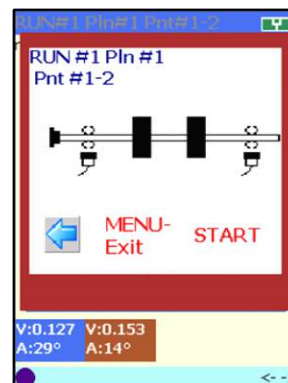 RUN#1 Pln#1 Pnt#1-2
RUN #1 Pln #1
Pnt #1-2
MENU-
Exit
START
V:0.127 V:0.153
A:29° A:14°
<- -